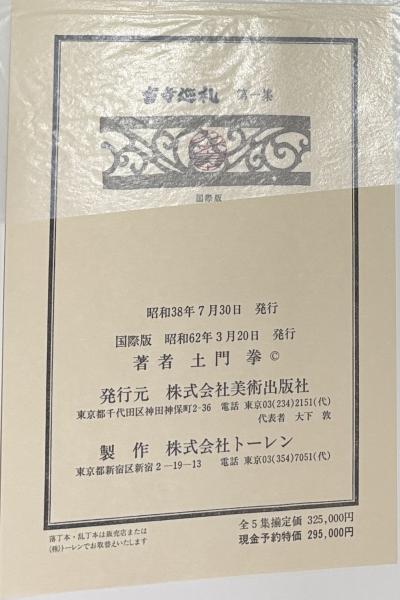 古寺巡礼 第一集
国際版
昭和38年7月30日 発行
国際版 昭和62年3月20日 発行
著者 土門 拳 ©
発行元 株式会社美術出版社
東京都千代田区神田神保町2-36 電話 東京03(234)2151(代)
代表者 大下 敦
製作 株式会社トーレン
東京都新宿区新宿2-19-13 電話 東京03(354)7051(代)
落丁本・乱丁本は販売店または
(株)トーレンでお取替えいたします
全5集揃定価 325,000円
現金予約特価 295,000円